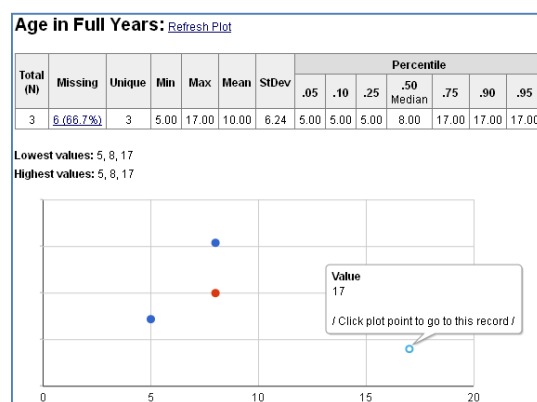 Age in Full Years: Refresh Plot
Total (N) Missing Unique Min Max Mean StDev Percentile
.05 .10 .25 .50 Median .75 .90 .95
3 6 (66.7%) 3 5.00 17.00 10.00 6.24 5.00 5.00 5.00 8.00 17.00 17.00 17.00
Lowest values: 5, 8, 17
Highest values: 5, 8, 17
Value
17
/ Click plot point to go to this record /
0 5 10 15 20